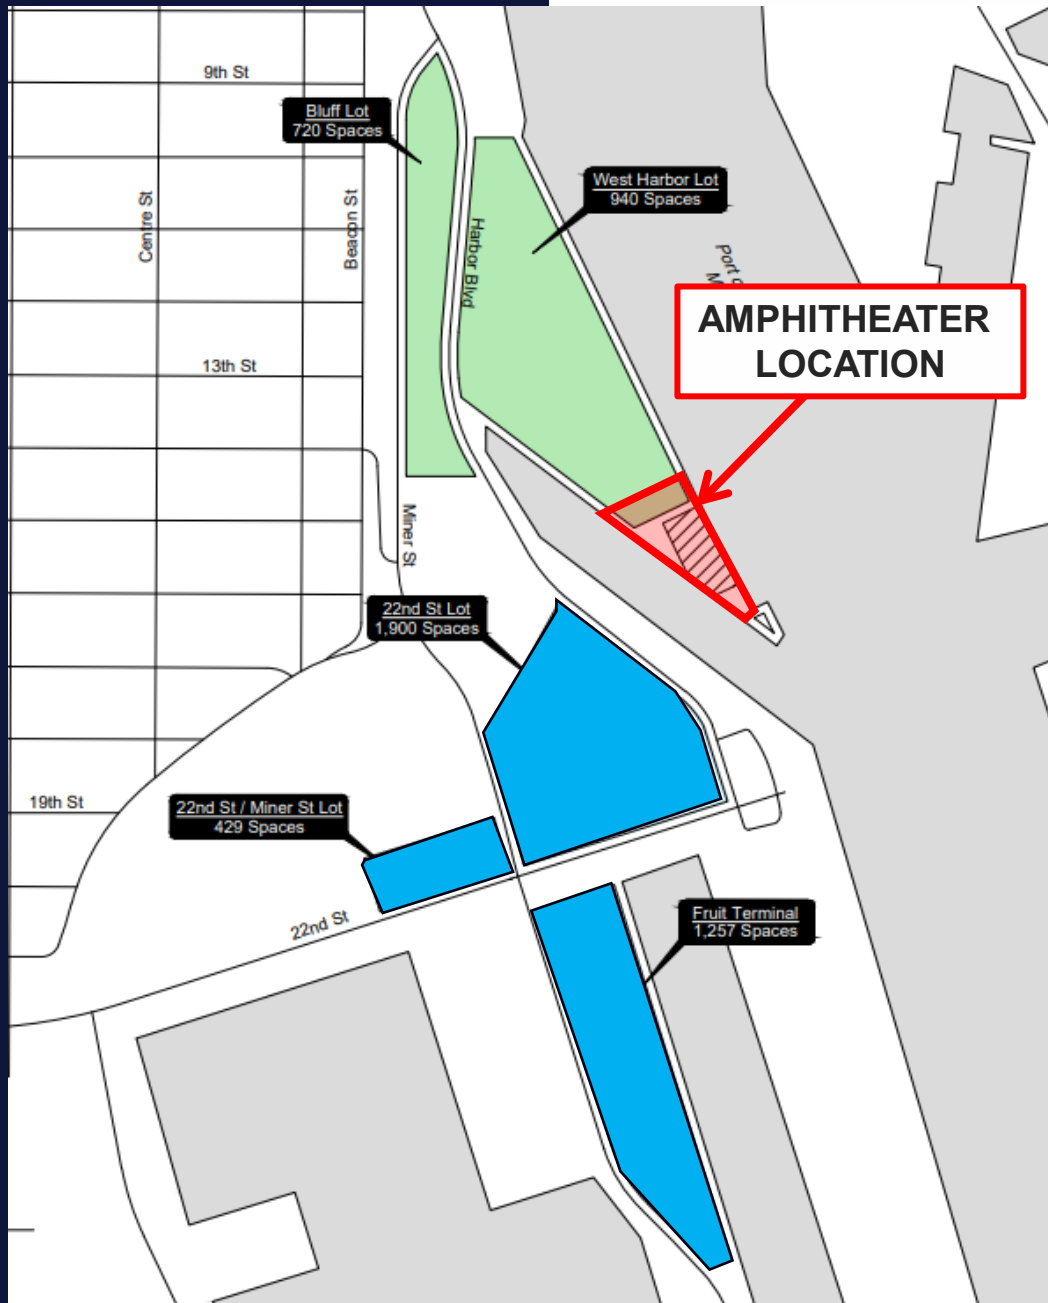 9th St
Bluff Lot
720 Spaces
West Harbor Lot
940 Spaces
Centre St
Beacon St
Harbor Blvd
Port
AMPHITHEATER
LOCATION
13th St
Miner St
22nd St Lot
1,900 Spaces
19th St
22nd St / Miner St Lot
429 Spaces
22nd St
Fruit Terminal
1,257 Spaces